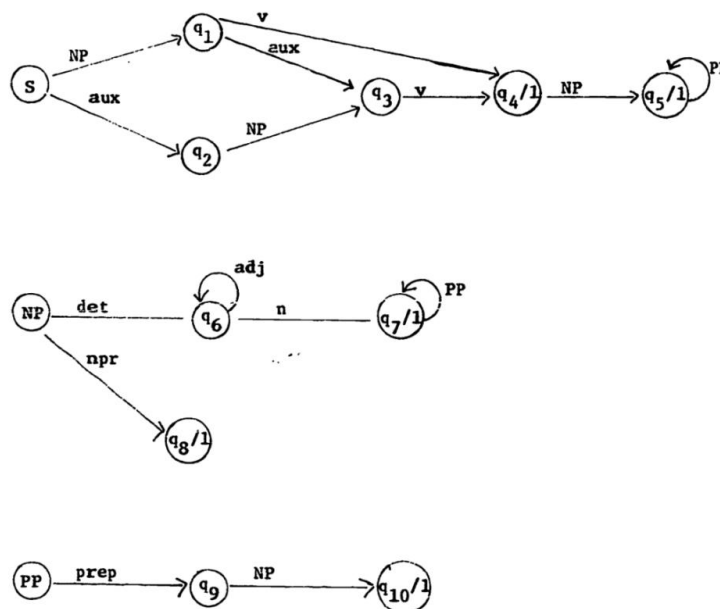 q1 v
NP aux
S q3 v q4/1 NP q5/1
aux
NP
q2
adj
NP det q6 n q7/1 PP
npr
q8/1
PP prep q9 NP q10/1